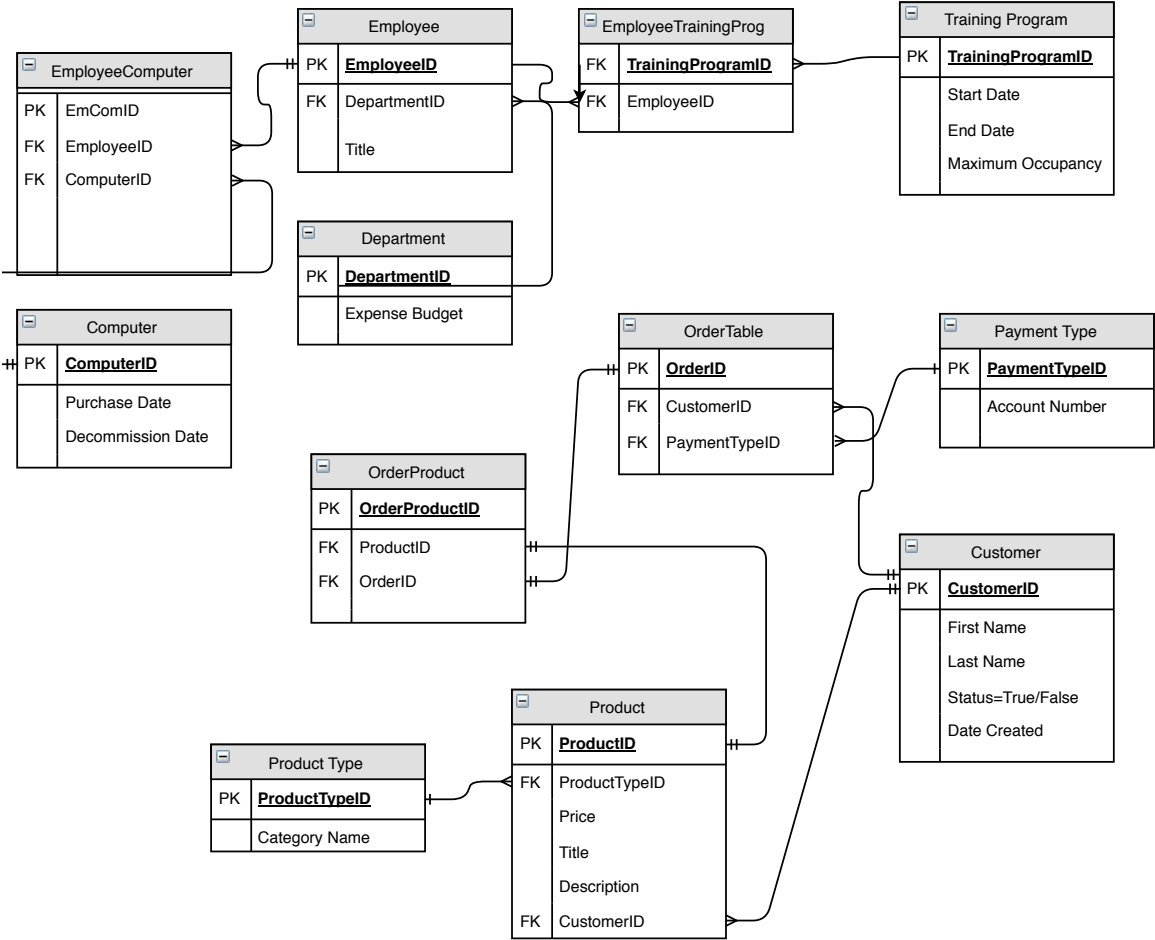 Employee
PK EmployeeID
FK DepartmentID
Title
EmployeeTrainingProg
FK TrainingProgramID
FK EmployeeID
Training Program
PK TrainingProgramID
Start Date
End Date
Maximum Occupancy
EmployeeComputer
PK EmComID
FK EmployeeID
FK ComputerID
Department
PK DepartmentID
Expense Budget
Computer
PK ComputerID
Purchase Date
Decommission Date
OrderTable
PK OrderID
FK CustomerID
FK PaymentTypeID
Payment Type
PK PaymentTypeID
Account Number
OrderProduct
PK OrderProductID
FK ProductID
FK OrderID
Customer
PK CustomerID
First Name
Last Name
Status=True/False
Date Created
Product
PK ProductID
FK ProductTypeID
Price
Title
Description
FK CustomerID
Product Type
PK ProductTypeID
Category Name